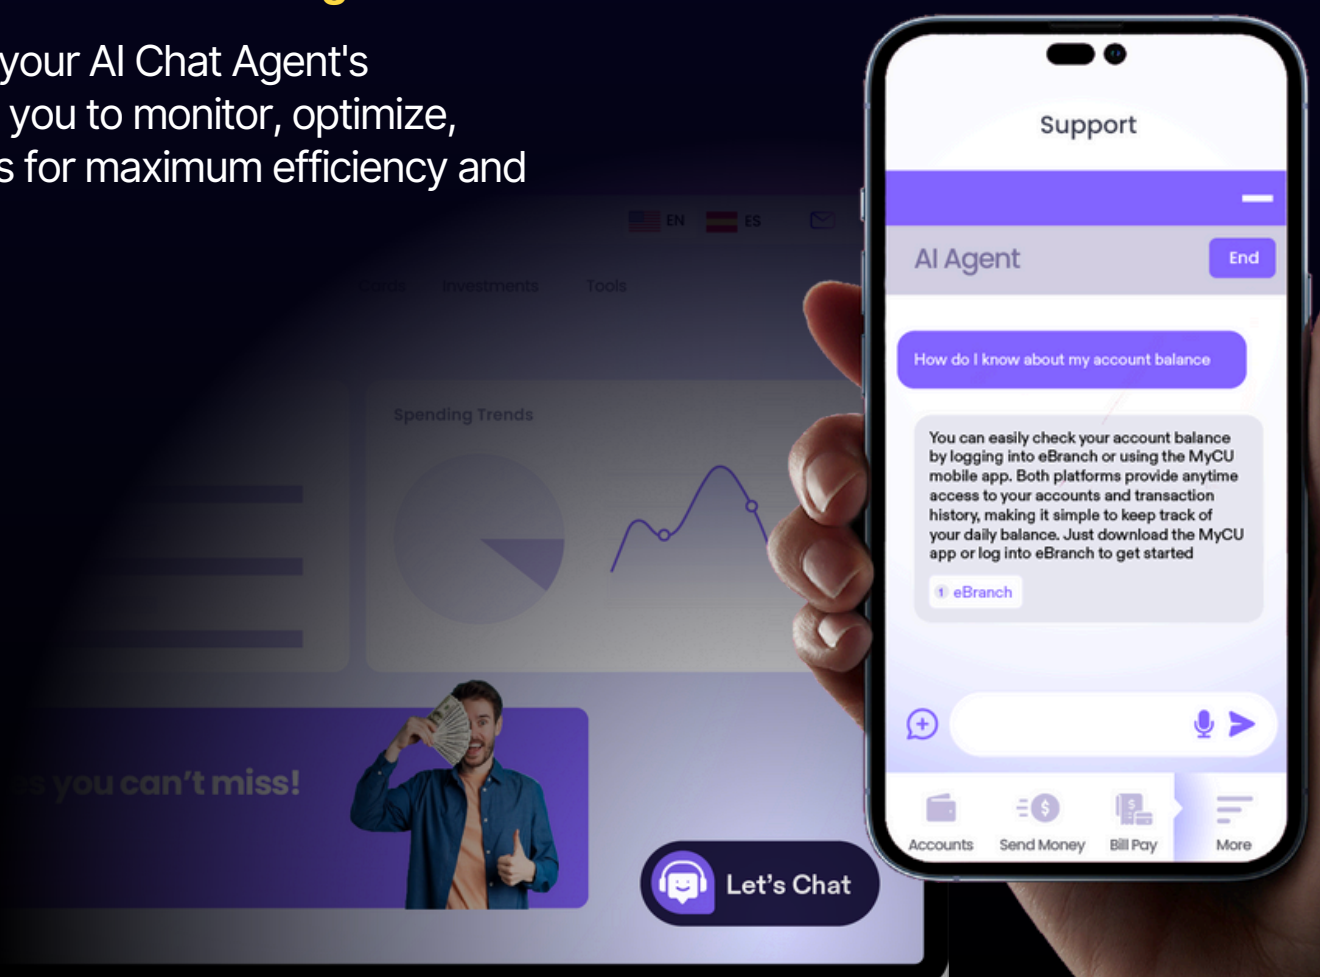 your AI Chat Agent's
you to monitor, optimize,
s for maximum efficiency and
EN
ES
Cards
Investments
Tools
Spending Trends
es you can't miss!
Let's Chat
Support
AI Agent
End
How do I know about my account balance
You can easily check your account balance
by logging into eBranch or using the MyCU
mobile app. Both platforms provide anytime
access to your accounts and transaction
history, making it simple to keep track of
your daily balance. Just download the MyCU
app or log into eBranch to get started
1 eBranch
Accounts
Send Money
Bill Pay
More